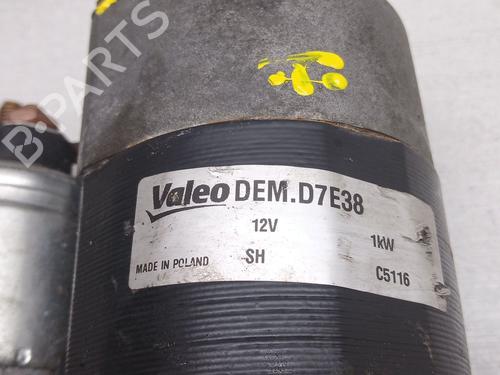 B-PARTS
Valeo DEM.D7E38
12V 1kW
MADE IN POLAND SH C5116